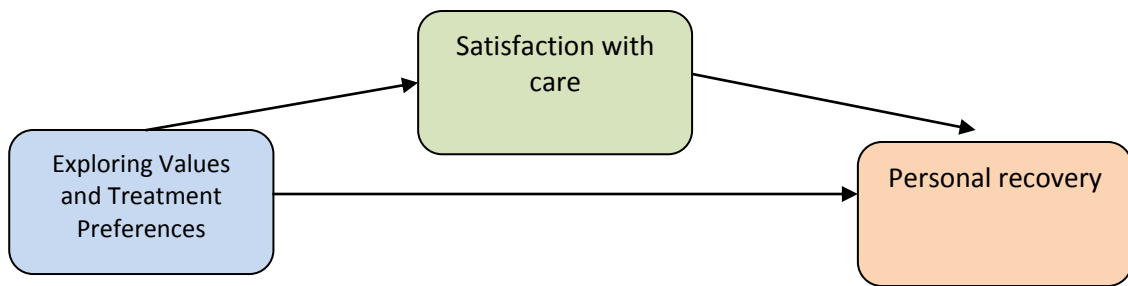 Satisfaction with
care
Exploring Values
and Treatment
Preferences
Personal recovery